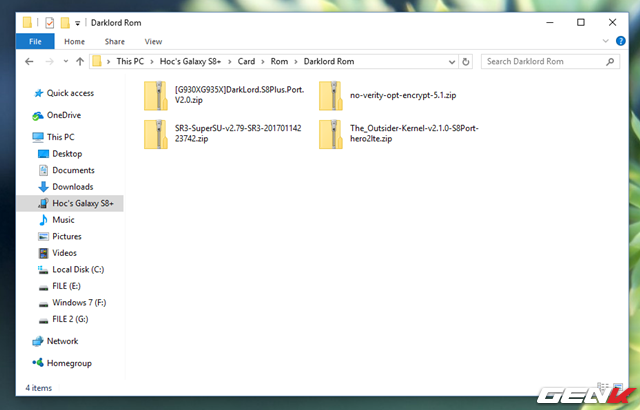 Darklord Rom
File
Home
Share
View
This PC
Hoc's Galaxy S8+
Card
Rom
Darklord Rom
Search Darklord Rom
Quick access
OneDrive
This PC
Desktop
Documents
Downloads
Hoc's Galaxy S8+
Music
Pictures
Videos
Local Disk (C:)
FILE (E:)
Windows 7 (F:)
FILE 2 (G:)
Network
Homegroup
[G930XG935X]DarkLord.S8Plus.Port.
V2.0.zip
no-verity-opt-encrypt-5.1.zip
SR3-SuperSU-v2.79-SR3-201701142
23742.zip
The_Outsider-Kernel-v2.1.0-S8Port-
hero2lte.zip
4 items
GENK